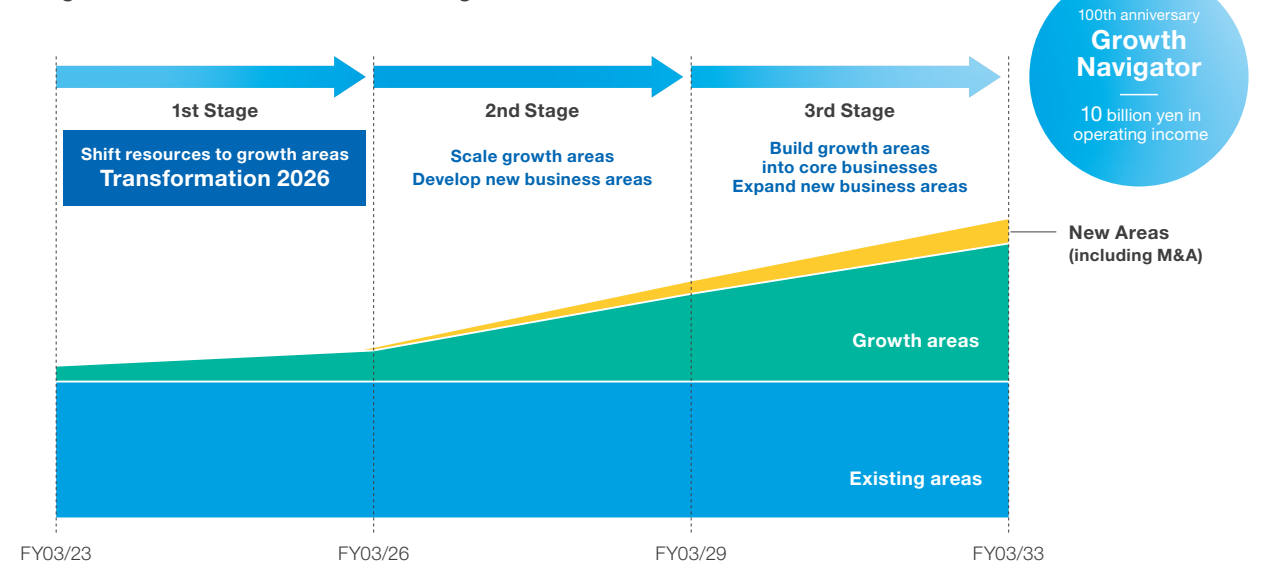 100th anniversary
Growth
Navigator
10 billion yen in
operating income
1st Stage
2nd Stage
3rd Stage
Shift resources to growth areas
Transformation 2026
Scale growth areas
Develop new business areas
Build growth areas
into core businesses
Expand new business areas
New Areas
(including M&A)
Growth areas
Existing areas
FY03/23
FY03/26
FY03/29
FY03/33